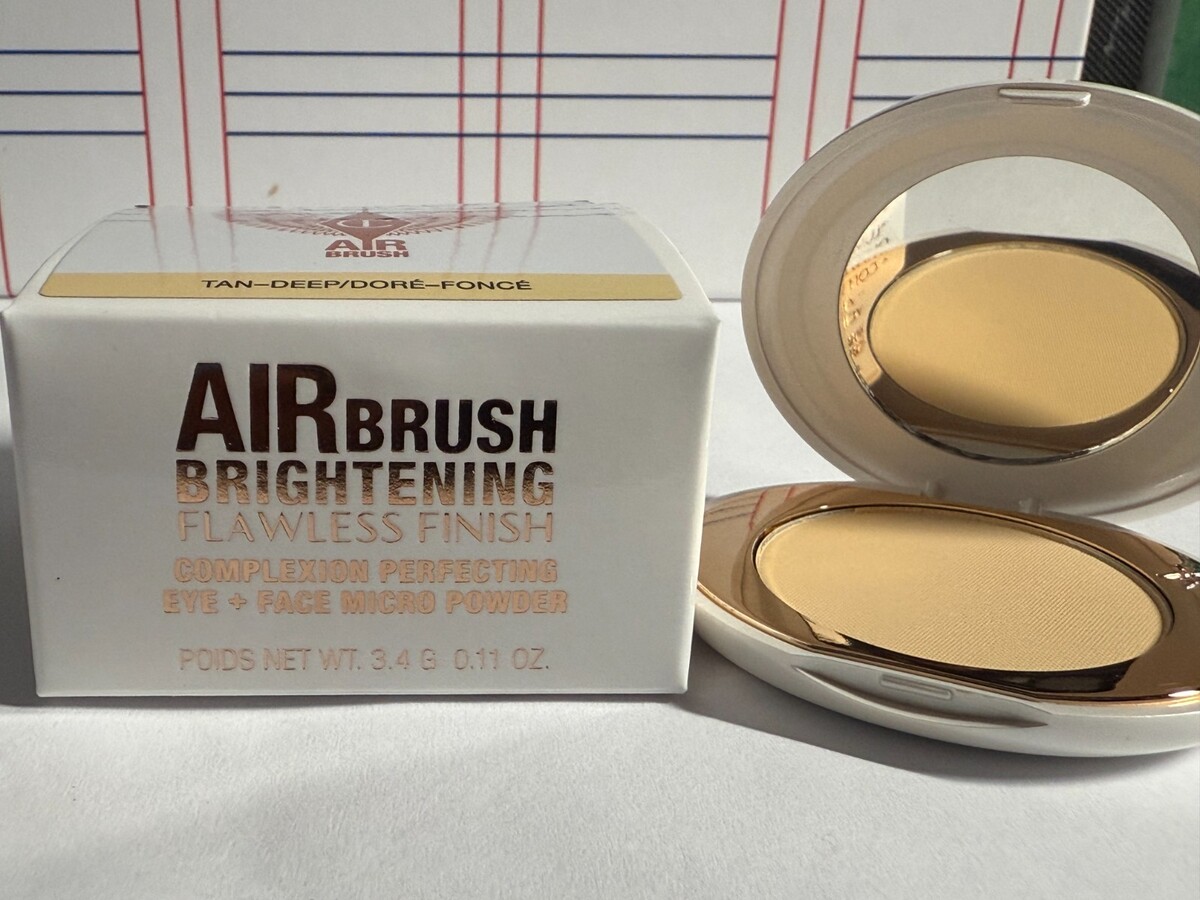 AIR
BRUSH
TAN–DEEP/DORÉ–FONCÉ
AIRBRUSH
BRIGHTENING
FLAWLESS FINISH
COMPLEXION PERFECTING
EYE + FACE MICRO POWDER
POIDS NET WT. 3.4 G 0.11 OZ.